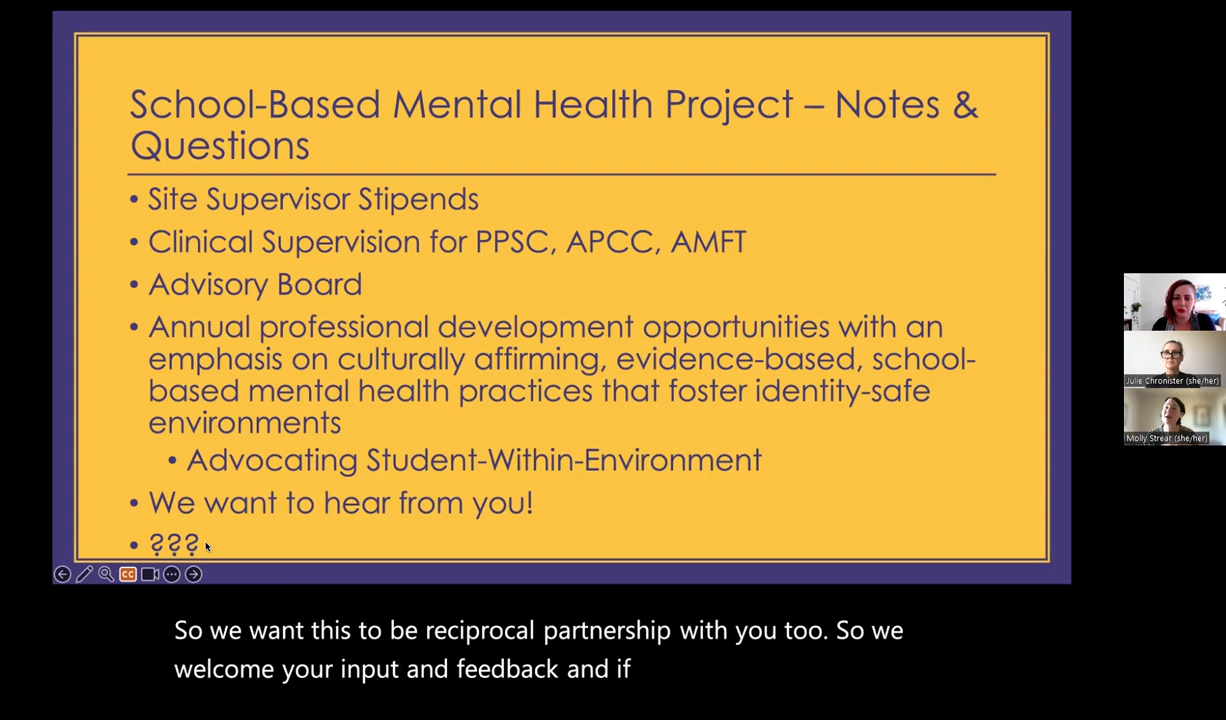 School-Based Mental Health Project – Notes &
Questions
• Site Supervisor Stipends
• Clinical Supervision for PPSC, APCC, AMFT
• Advisory Board
• Annual professional development opportunities with an
emphasis on culturally affirming, evidence-based, school-
based mental health practices that foster identity-safe
environments
• Advocating Student-Within-Environment
• We want to hear from you!
• ???
CC
So we want this to be reciprocal partnership with you too. So we
welcome your input and feedback and if
Julie Chronister (she/her)
Molly Strear (she/her)